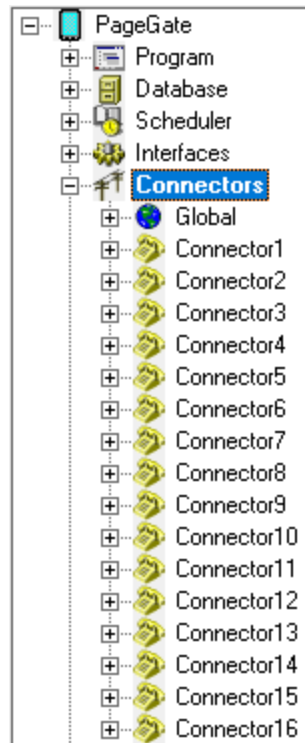 PageGate
Program
Database
Scheduler
Interfaces
Connectors
Global
Connector1
Connector2
Connector3
Connector4
Connector5
Connector6
Connector7
Connector8
Connector9
Connector10
Connector11
Connector12
Connector13
Connector14
Connector15
Connector16